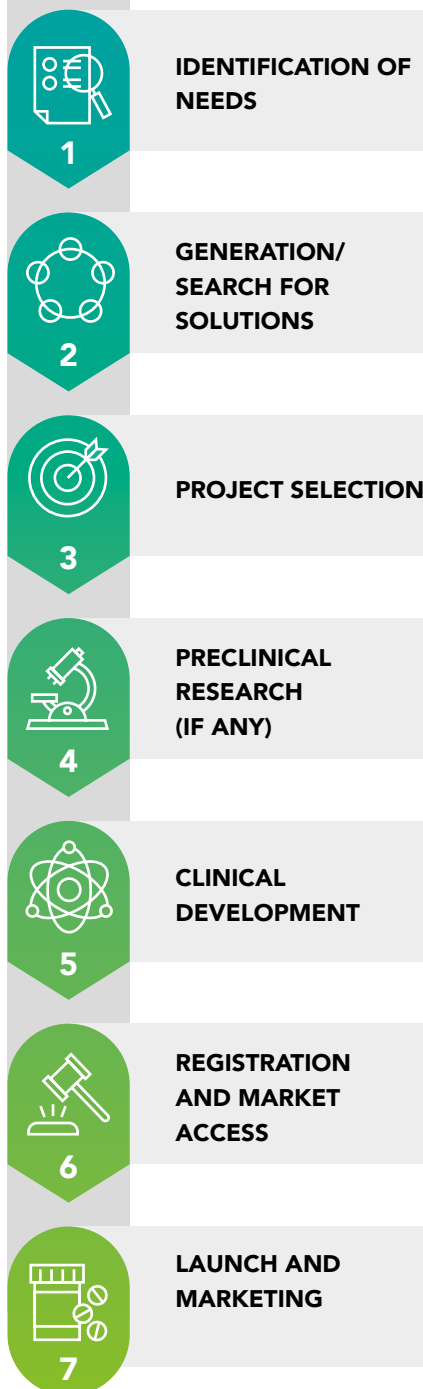 IDENTIFICATION OF
NEEDS
1
GENERATION/
SEARCH FOR
SOLUTIONS
2
PROJECT SELECTION
3
PRECLINICAL
RESEARCH
(IF ANY)
4
CLINICAL
DEVELOPMENT
5
REGISTRATION
AND MARKET
ACCESS
6
LAUNCH AND
MARKETING
7